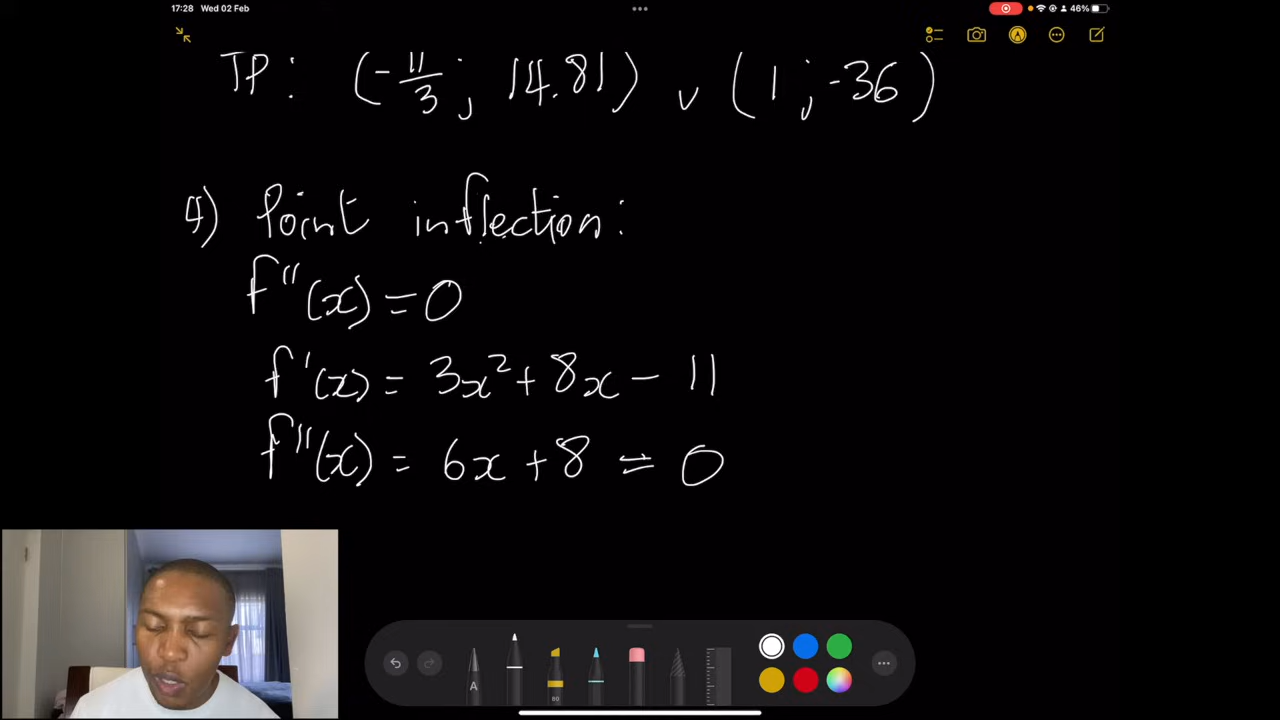 17:28 Wed 02 Feb
46%
TP: (-11/3 ; 14.81) v (1 ; -36)
4) Point inflection:
f''(x) = 0
f'(x) = 3x² + 8x - 11
f''(x) = 6x + 8 = 0
A
80